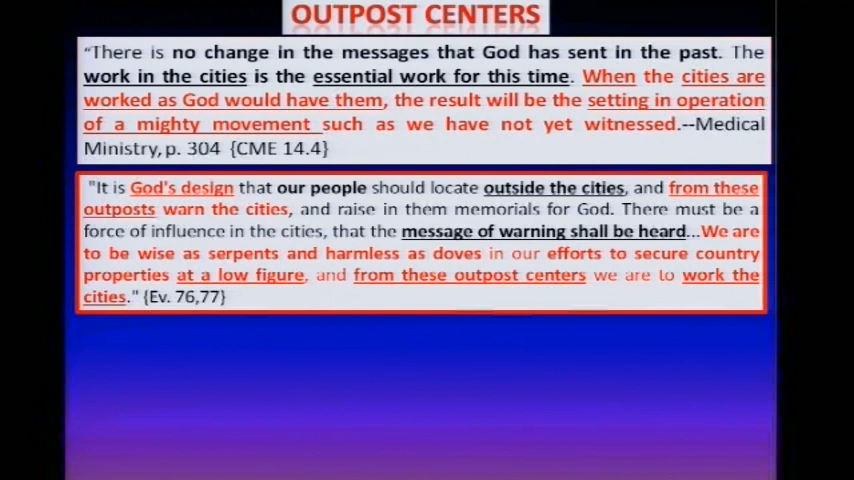 OUTPOST CENTERS
“There is no change in the messages that God has sent in the past. The
work in the cities is the essential work for this time. When the cities are
worked as God would have them, the result will be the setting in operation
of a mighty movement such as we have not yet witnessed.--Medical
Ministry, p. 304 {CME 14.4}
"It is God's design that our people should locate outside the cities, and from these
outposts warn the cities, and raise in them memorials for God. There must be a
force of influence in the cities, that the message of warning shall be heard...We are
to be wise as serpents and harmless as doves in our efforts to secure country
properties at a low figure, and from these outpost centers we are to work the
cities." {Ev. 76,77}